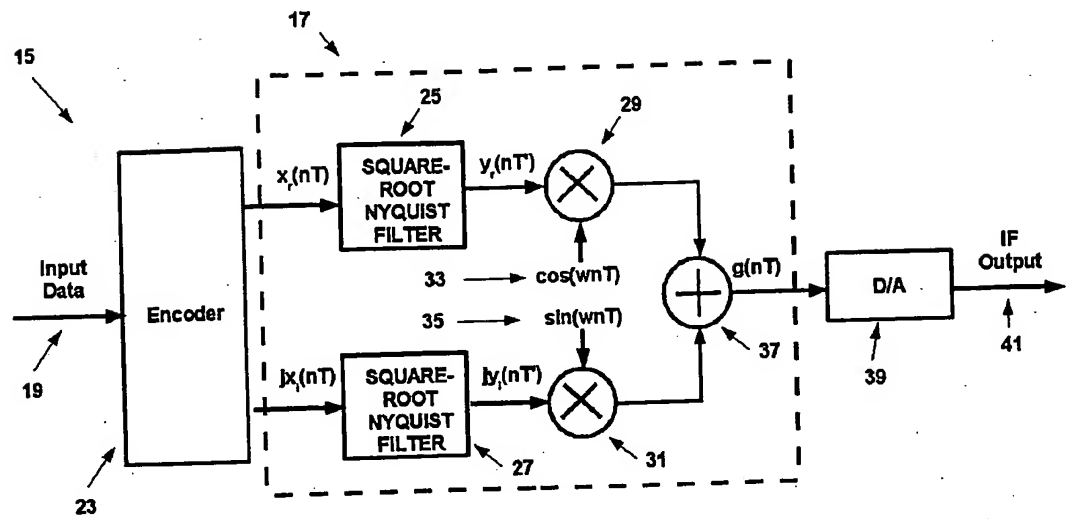 15
17
25
29
SQUARE-
ROOT
NYQUIST
FILTER
x_r(nT)
y_r(nT')
33
cos(wnT)
35
sin(wnT)
g(nT)
D/A
IF
Output
Input
Data
Encoder
37
39
41
19
jx_i(nT)
SQUARE-
ROOT
NYQUIST
FILTER
jy_i(nT')
27
31
23